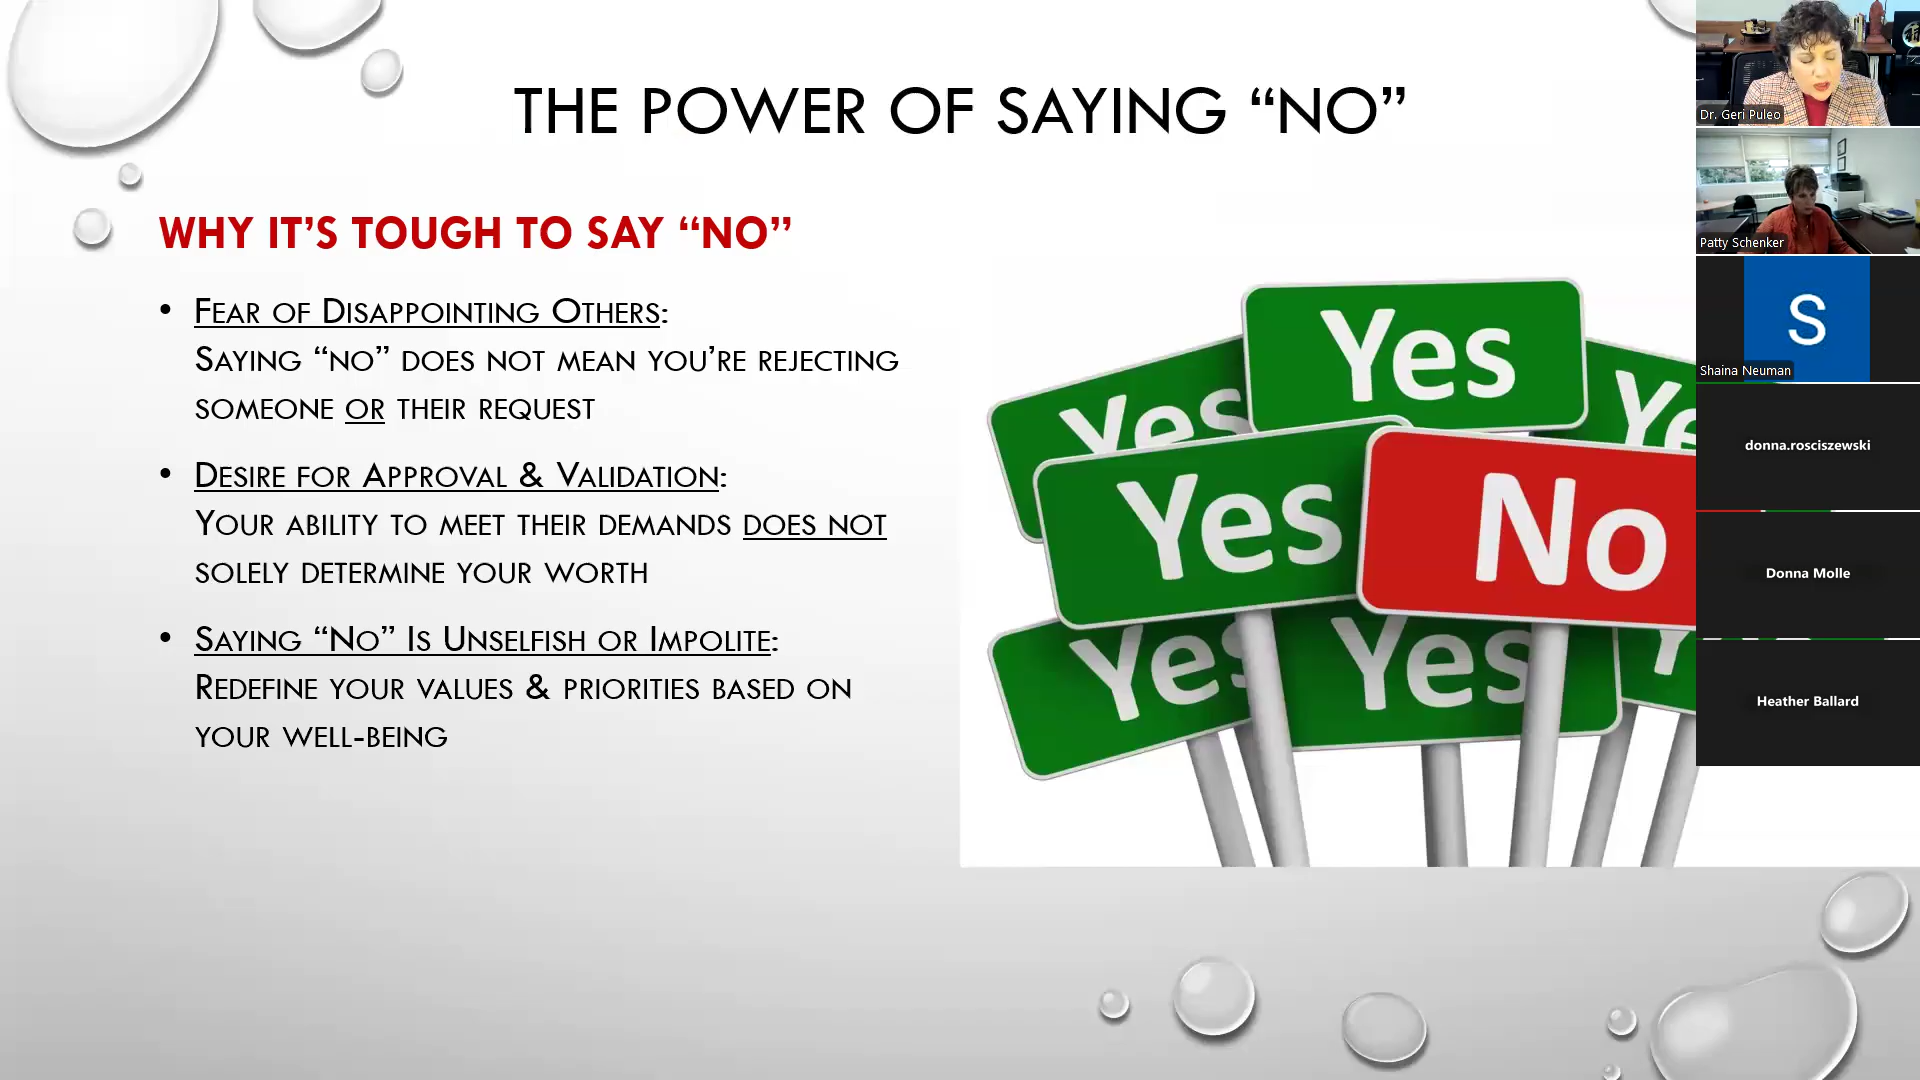 THE POWER OF SAYING “NO”
WHY IT’S TOUGH TO SAY “NO”
• FEAR OF DISAPPOINTING OTHERS:
SAYING “NO” DOES NOT MEAN YOU’RE REJECTING
SOMEONE OR THEIR REQUEST
• DESIRE FOR APPROVAL & VALIDATION:
YOUR ABILITY TO MEET THEIR DEMANDS DOES NOT
SOLELY DETERMINE YOUR WORTH
• SAYING “NO” IS UNSELFISH OR IMPOLITE:
REDEFINE YOUR VALUES & PRIORITIES BASED ON
YOUR WELL-BEING
Yes
Yes
Ye
Yes
No
Yes
Yes
Y
Dr. Geri Puleo
Patty Schenker
S
Shaina Neuman
donna.rosciszewski
Donna Molle
Heather Ballard